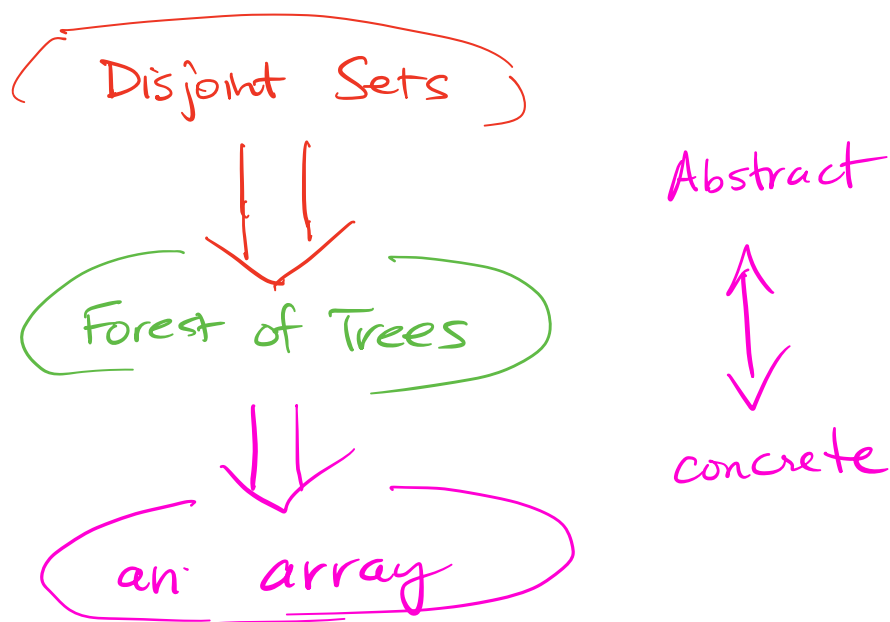 Disjoint Sets
Abstract
Forest of Trees
concrete
an array